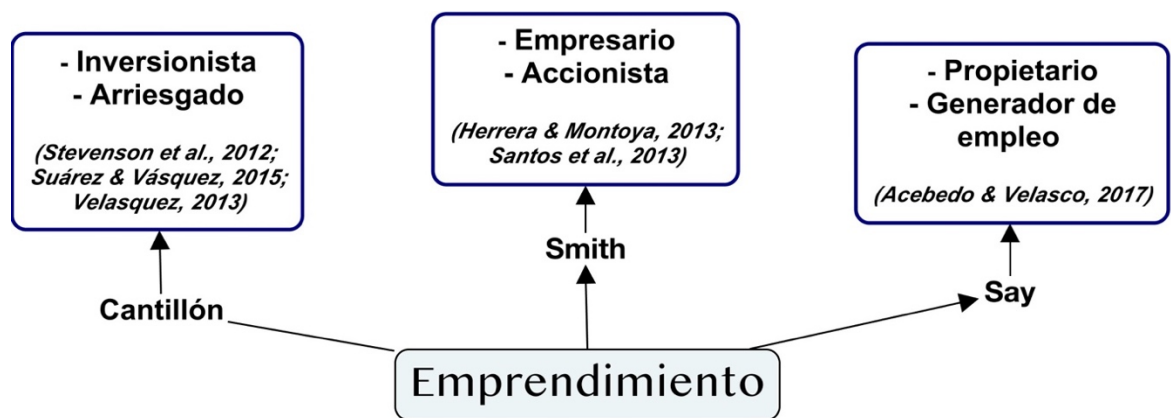 - Inversionista
- Arriesgado
(Stevenson et al., 2012;
Suárez & Vásquez, 2015;
Velasquez, 2013)
- Empresario
- Accionista
(Herrera & Montoya, 2013;
Santos et al., 2013)
- Propietario
- Generador de
empleo
(Acebedo & Velasco, 2017)
Cantillón
Smith
Say
Emprendimiento